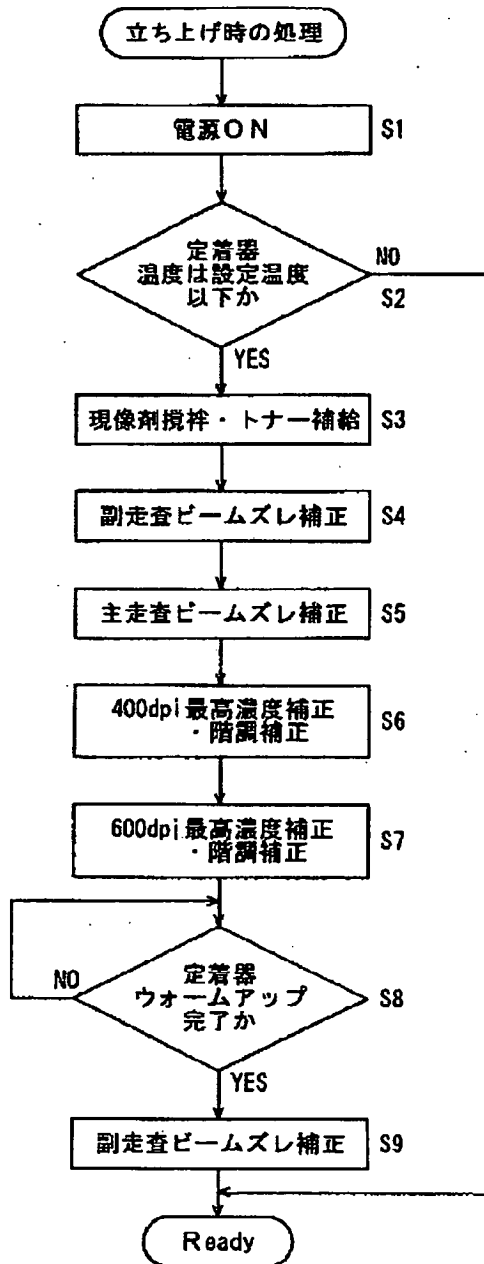 立ち上げ時の処理
電源ON
S1
定着器
温度は設定温度
以下か
NO
S2
YES
現像剤撹拌・トナー補給
S3
副走査ビームズレ補正
S4
主走査ビームズレ補正
S5
400dpi最高濃度補正
・階調補正
S6
600dpi最高濃度補正
・階調補正
S7
定着器
ウォームアップ
完了か
NO
S8
YES
副走査ビームズレ補正
S9
Ready